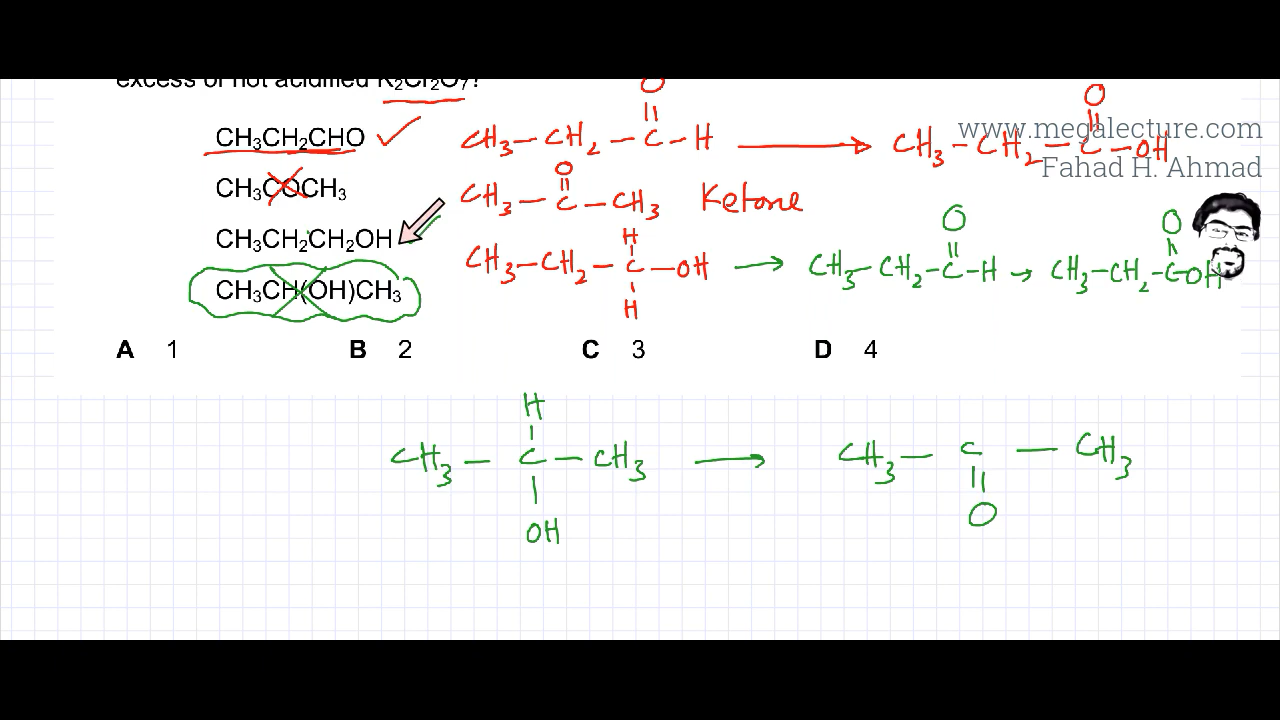 excess of hot acidified K₂Cr₂O₇?
CH₃CH₂CHO
CH₃COCH₃
CH₃CH₂CH₂OH
CH₃CH(OH)CH₃
A 1 B 2 C 3 D 4
O
CH₃—CH₂—C—H → CH₃—CH₂—C—OH
O
www.megalecture.com
Fahad H. Ahmad
O
CH₃—C—CH₃ Ketone
H
CH₃—CH₂—C—OH → CH₃—CH₂—C—H → CH₃—CH₂—COH
H
O
O
H
CH₃—C—CH₃ → CH₃—C—CH₃
OH
O